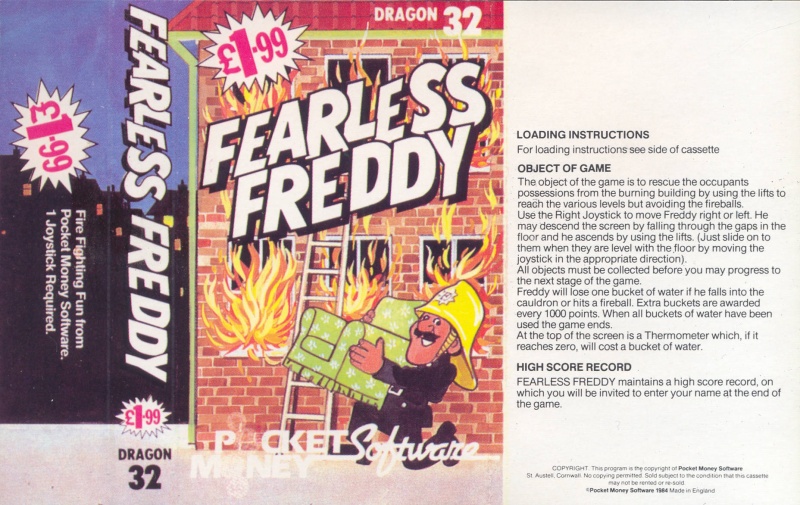 £1·99
Fire Fighting Fun from
Pocket Money Software.
1 Joystick Required.
FEARLESS FREDDY
£1·99
DRAGON
32
DRAGON 32
£1·99
FEARLESS
FREDDY
POCKET
MONEY
Software
LOADING INSTRUCTIONS
For loading instructions see side of cassette
OBJECT OF GAME
The object of the game is to rescue the occupants
possessions from the burning building by using the lifts to
reach the various levels but avoiding the fireballs.
Use the Right Joystick to move Freddy right or left. He
may descend the screen by falling through the gaps in the
floor and he ascends by using the lifts. (Just slide on to
them when they are level with the floor by moving the
joystick in the appropriate direction).
All objects must be collected before you may progress to
the next stage of the game.
Freddy will lose one bucket of water if he falls into the
cauldron or hits a fireball. Extra buckets are awarded
every 1000 points. When all buckets of water have been
used the game ends.
At the top of the screen is a Thermometer which, if it
reaches zero, will cost a bucket of water.
HIGH SCORE RECORD
FEARLESS FREDDY maintains a high score record, on
which you will be invited to enter your name at the end of
the game.
COPYRIGHT. This program is the copyright of Pocket Money Software
St. Austell, Cornwall. No copying permitted. Sold subject to the condition that this cassette
may not be rented or re-sold.
©Pocket Money Software 1984 Made in England